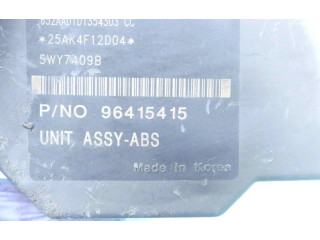 *25AK4F12D04*
5WY7409B
P/NO 96415415
UNIT ASSY-ABS
Made in Korea